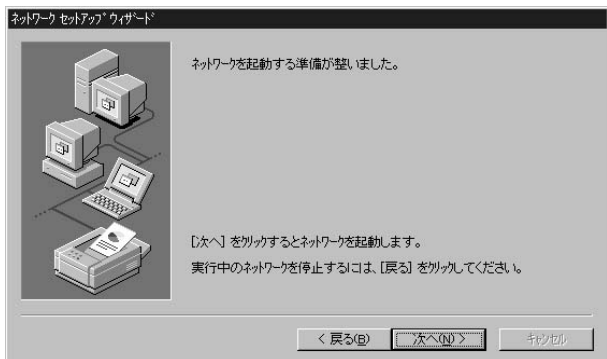 ネットワーク セットアップ ウィザード
ネットワークを起動する準備が整いました。
[次へ] をクリックするとネットワークを起動します。
実行中のネットワークを停止するには、[戻る] をクリックしてください。
< 戻る(B)
次へ(N) >
キャンセル